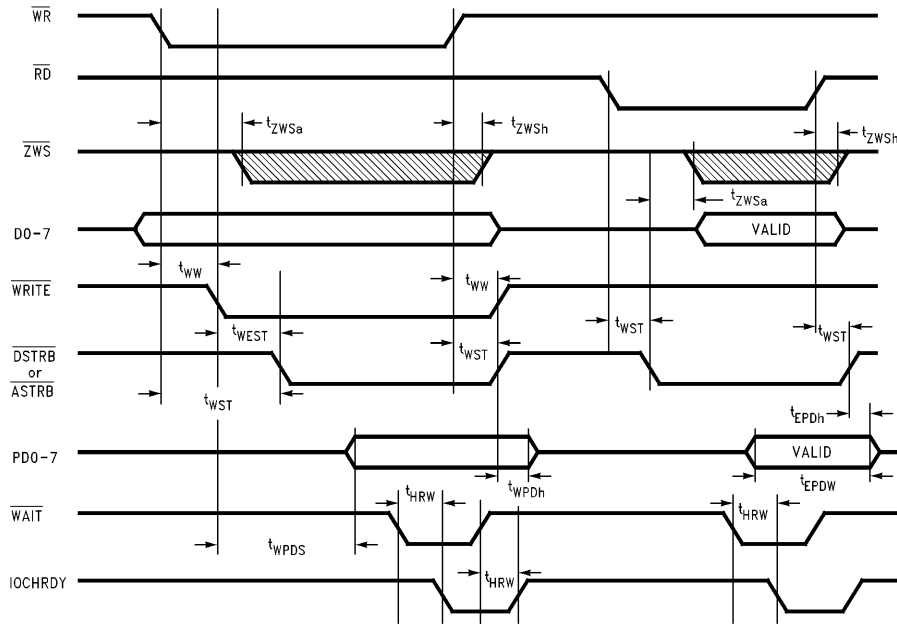 WR
RD
tZWSa
tZWSh
tZWSh
ZWS
tZWSa
D0-7
VALID
tWW
tWW
WRITE
tWEST
tWST
tWST
DSTRB
or
ASTRB
tWST
tWST
tEPDh
PD0-7
VALID
tWPDh
tEPDW
tHRW
tHRW
WAIT
tWPDS
tHRW
IOCHRDY